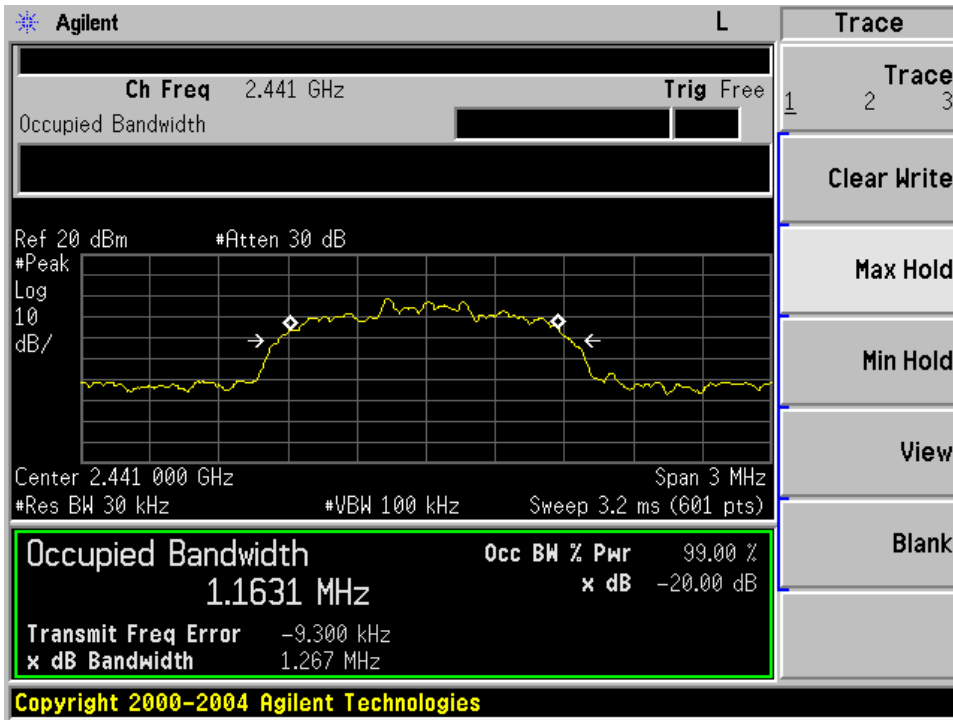 Agilent L Trace
Ch Freq 2.441 GHz Trig Free
Occupied Bandwidth
Trace
1 2 3
Clear Write
Max Hold
Min Hold
View
Blank
Ref 20 dBm #Atten 30 dB
#Peak
Log
10
dB/
Center 2.441 000 GHz Span 3 MHz
#Res BW 30 kHz #VBW 100 kHz Sweep 3.2 ms (601 pts)
Occupied Bandwidth Occ BW % Pwr 99.00 %
1.1631 MHz x dB -20.00 dB
Transmit Freq Error -9.300 kHz
x dB Bandwidth 1.267 MHz
Copyright 2000-2004 Agilent Technologies